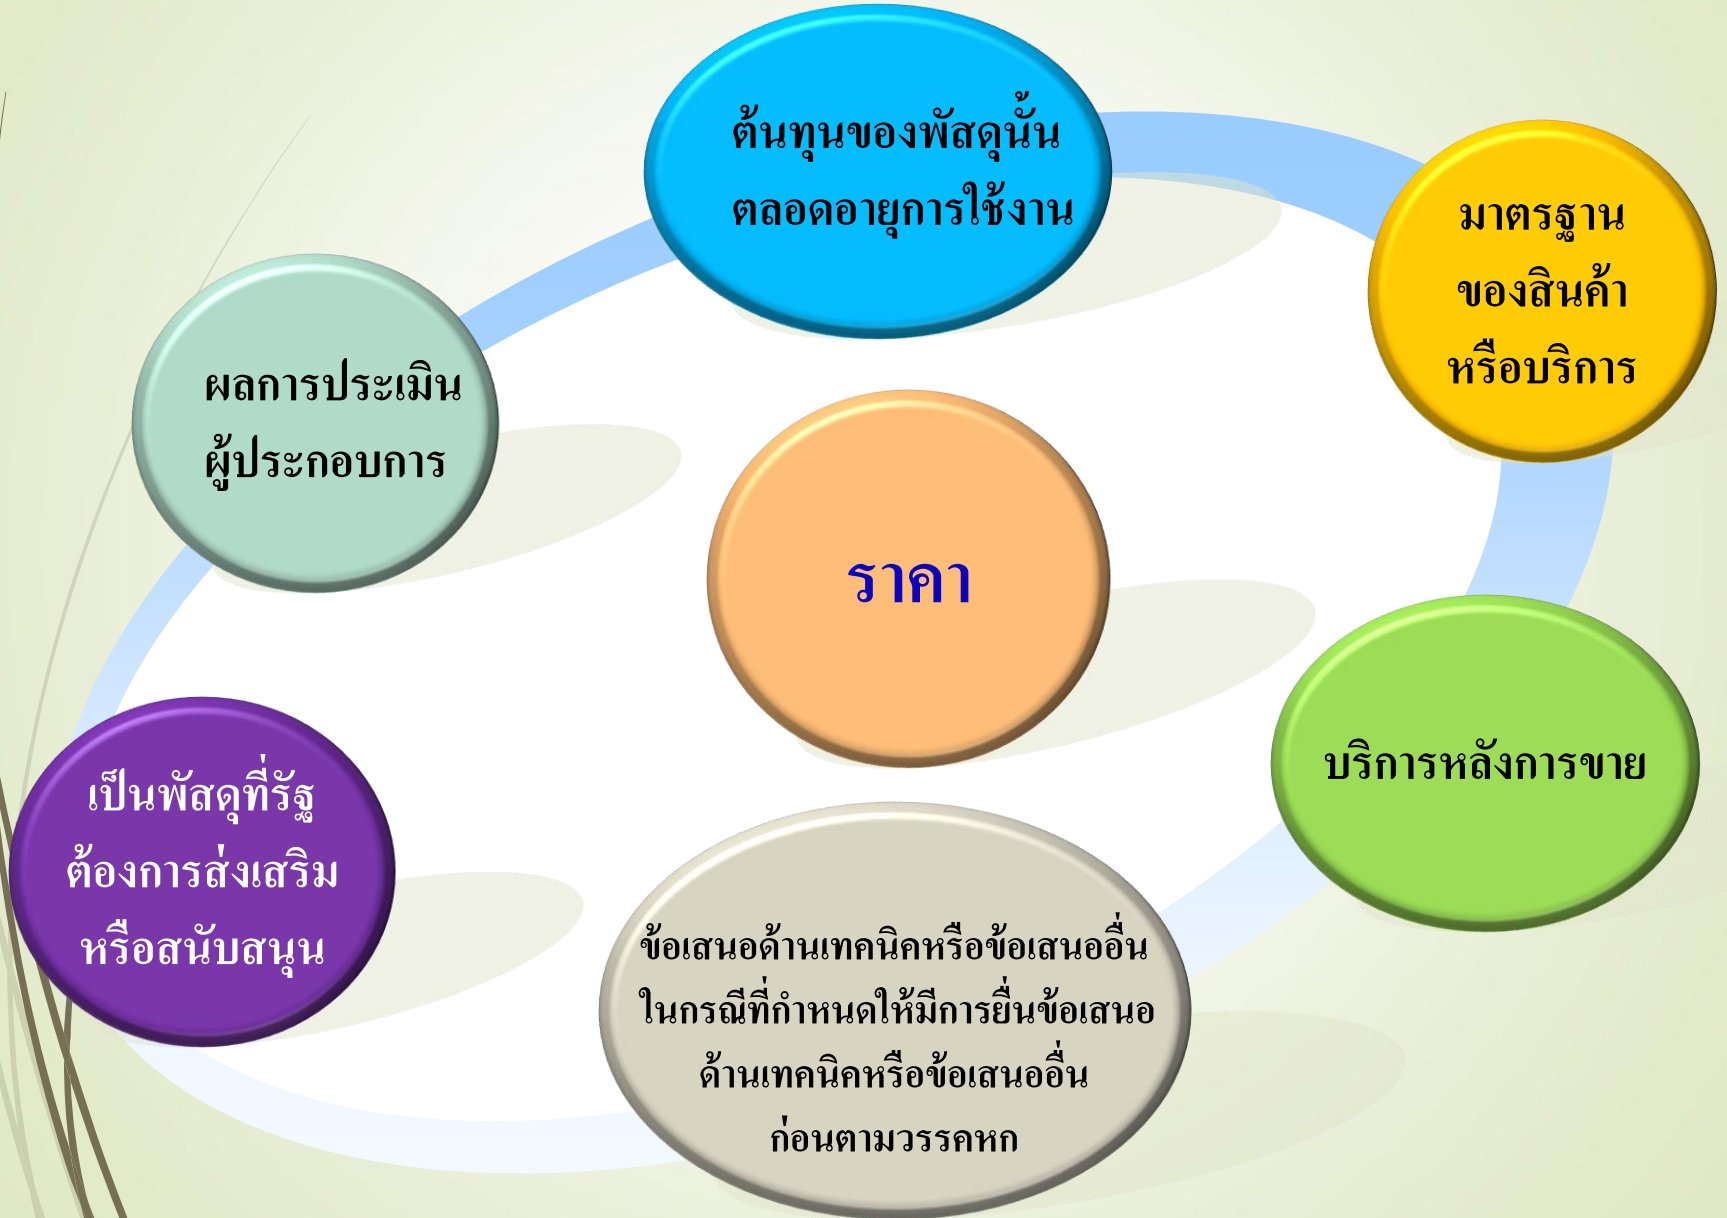 ต้นทุนของพัสดุนั้น
ตลอดอายุการใช้งาน
มาตรฐาน
ของสินค้า
หรือบริการ
ผลการประเมิน
ผู้ประกอบการ
ราคา
บริการหลังการขาย
เป็นพัสดุที่รัฐ
ต้องการส่งเสริม
หรือสนับสนุน
ข้อเสนอด้านเทคนิคหรือข้อเสนออื่น
ในกรณีที่กำหนดให้มีการยื่นข้อเสนอ
ด้านเทคนิคหรือข้อเสนออื่น
ก่อนตามวรรคหก